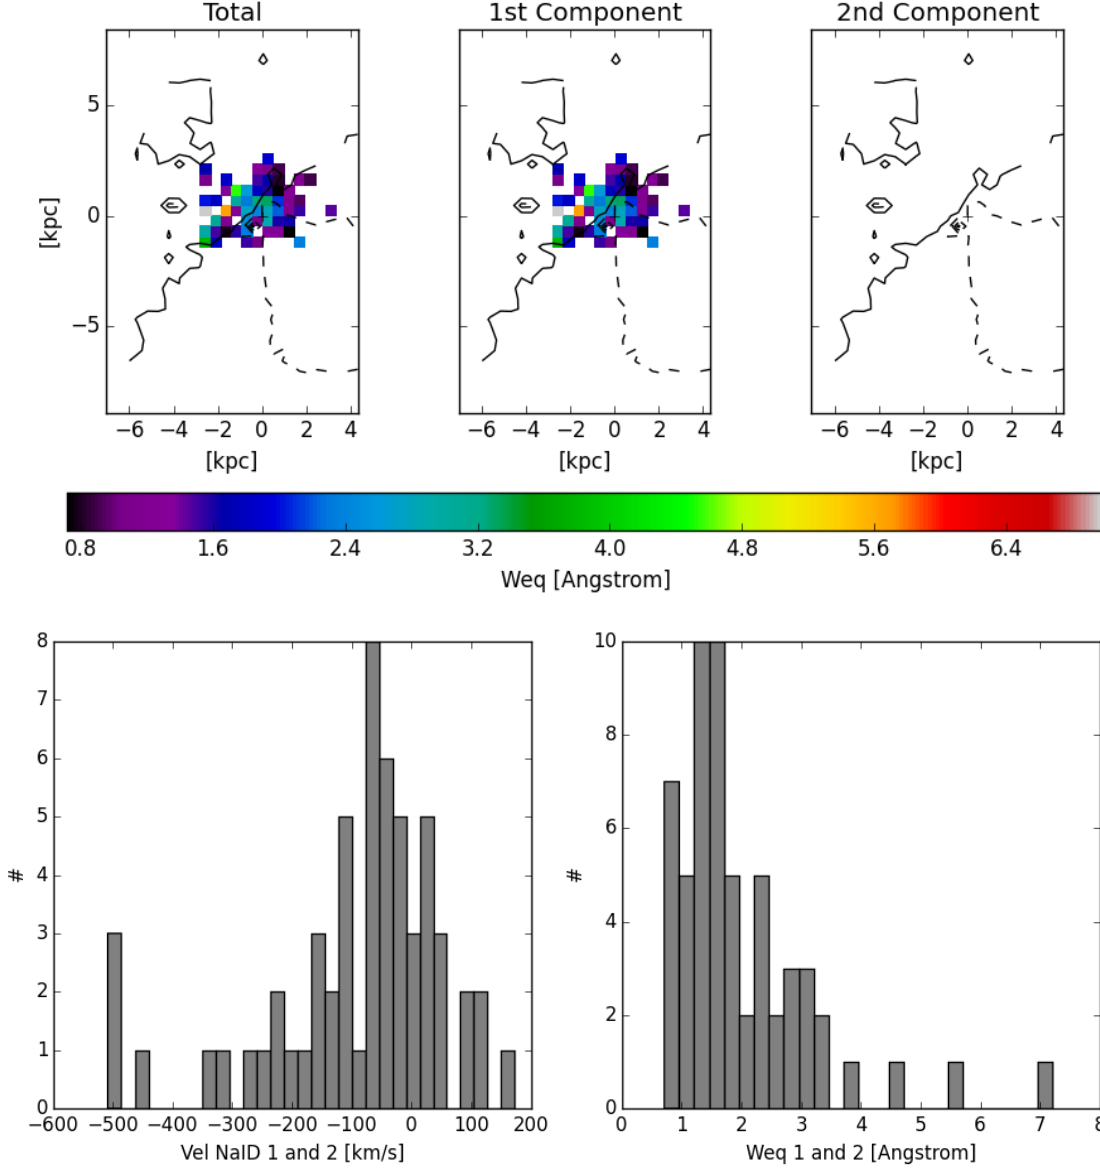 Total 1st Component 2nd Component
5
0
−5
[kpc]
−6 −4 −2 0 2 4 −6 −4 −2 0 2 4 −6 −4 −2 0 2 4
[kpc] [kpc] [kpc]
0.8 1.6 2.4 3.2 4.0 4.8 5.6 6.4
Weq [Angstrom]
8 10
7
6 8
5
# 6 #
4
3 4
2
1 2
0 0
−600 −500 −400 −300 −200 −100 0 100 200 0 1 2 3 4 5 6 7 8
Vel NaID 1 and 2 [km/s] Weq 1 and 2 [Angstrom]